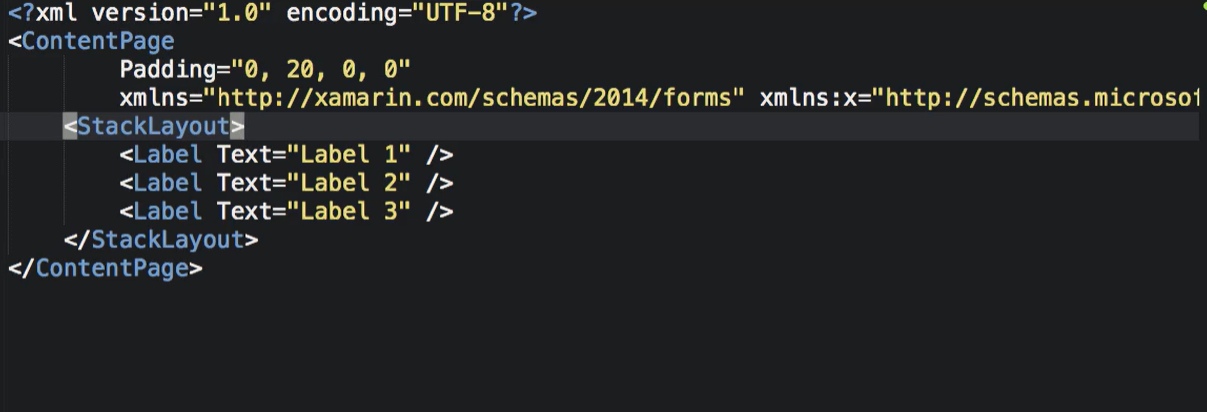 <?xml version="1.0" encoding="UTF-8"?>
<ContentPage
Padding="0, 20, 0, 0"
xmlns="http://xamarin.com/schemas/2014/forms" xmlns:x="http://schemas.microsof
<StackLayout>
<Label Text="Label 1" />
<Label Text="Label 2" />
<Label Text="Label 3" />
</StackLayout>
</ContentPage>